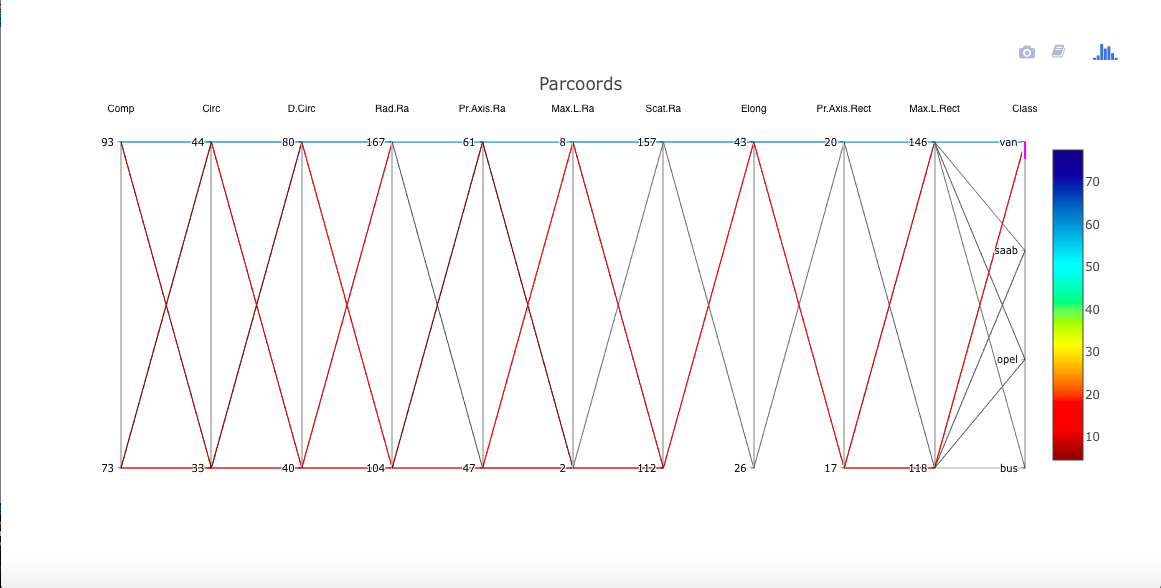 Parcoords
Comp Circ D.Circ Rad.Ra Pr.Axis.Ra Max.L.Ra Scat.Ra Elong Pr.Axis.Rect Max.L.Rect Class
93 44 80 167 61 8 157 43 20 146 van
70
60
saab
50
40
opel
30
20
10
73 33 40 104 47 2 112 26 17 118 bus